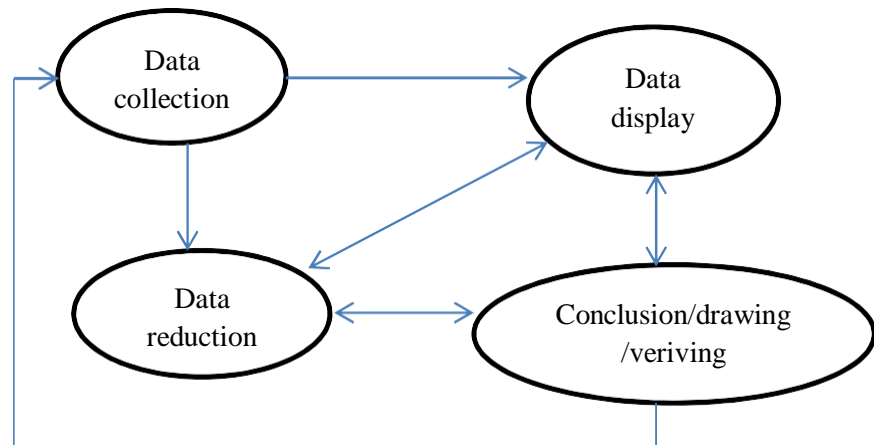 Data
collection
Data
display
Data
reduction
Conclusion/drawing
/veriving